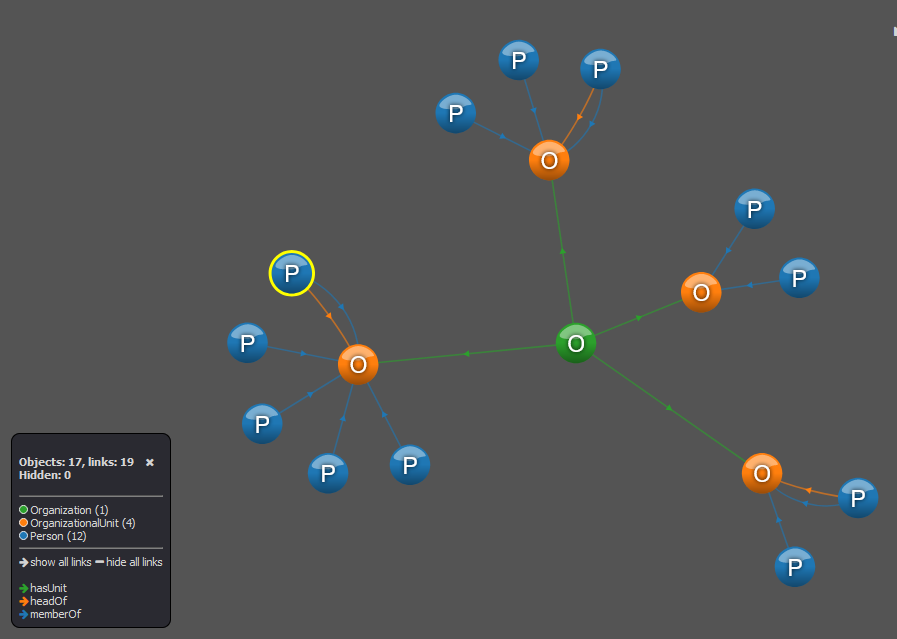 P
P
P
O
P
O
P
P
P
O
O
P
P
P
O
P
P
Objects: 17, links: 19 ✖
Hidden: 0
Organization (1)
OrganizationalUnit (4)
Person (12)
show all links hide all links
hasUnit
headOf
memberOf